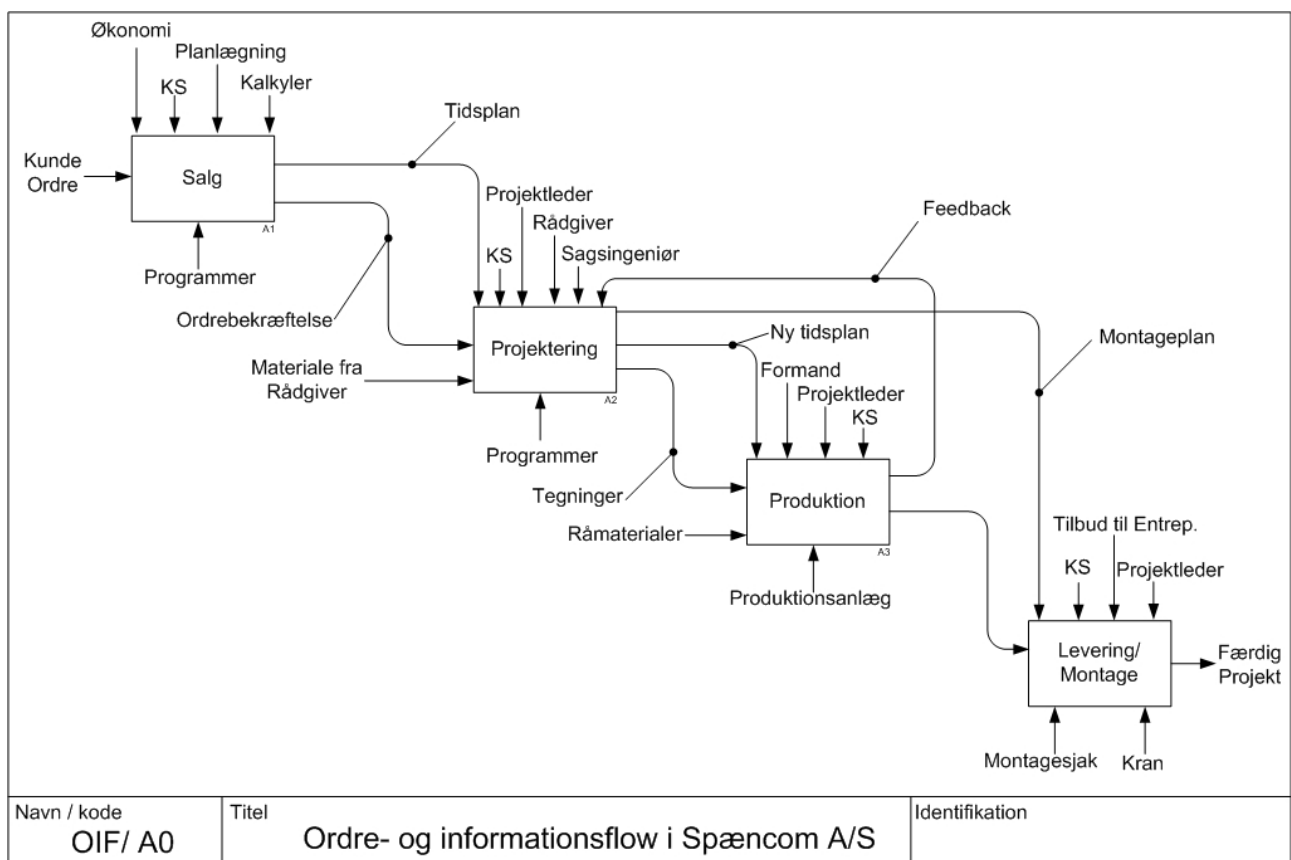 Økonomi
Planlægning
KS
Kalkyler
Tidsplan
Kunde
Ordre
Salg
A1
Programmer
Ordrebekræftelse
Projektleder
Rådgiver
KS
Sagsingeniør
Feedback
Materiale fra
Rådgiver
Projektering
A2
Programmer
Ny tidsplan
Montageplan
Formand
Projektleder
KS
Tegninger
Råmaterialer
Produktion
A3
Produktionsanlæg
Tilbud til Entrep.
KS
Projektleder
Levering/
Montage
Færdig
Projekt
Montagesjak
Kran
Navn / kode
OIF/ A0
Titel
Ordre- og informationsflow i Spæncom A/S
Identifikation